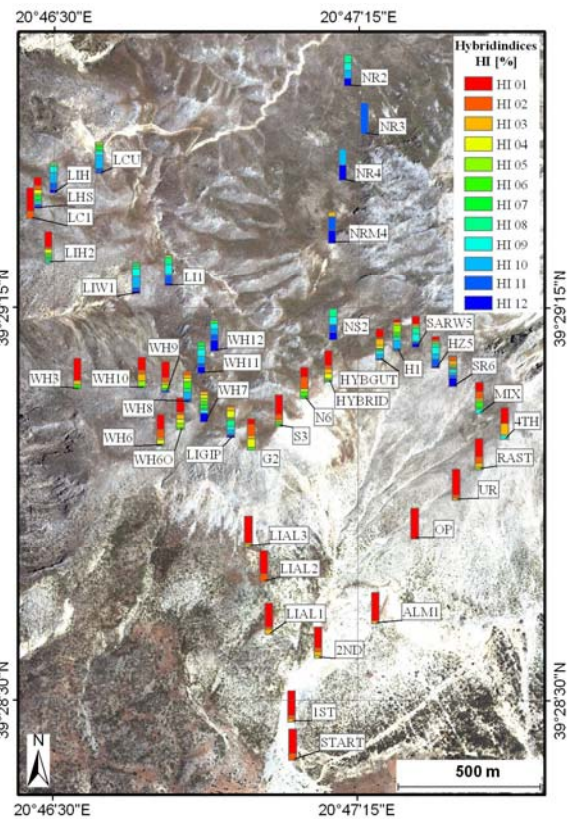 20°46'30"E 20°47'15"E
Hybridindices
HI [%]
HI 01
HI 02
HI 03
HI 04
HI 05
HI 06
HI 07
HI 08
HI 09
HI 10
HI 11
HI 12
NR2
NR3
LCU
LIH
NR4
LHS
LC1
NRM4
LIH2
LI1
LIW1
39°29'15"N 39°29'15"N
NS2
SARW5
WH12
WH9
HZ5
WH11
H1
WH3
WH10
HYBGUT
SR6
WH7
WH8
HYBRID
MIX
N6
4TH
WH6
S3
WH6O
LIGIP
G2
RAST
UR
OP
LIAL3
LIAL2
LIAL1
ALM1
2ND
39°28'30"N 39°28'30"N
1ST
START
N
500 m
20°46'30"E 20°47'15"E